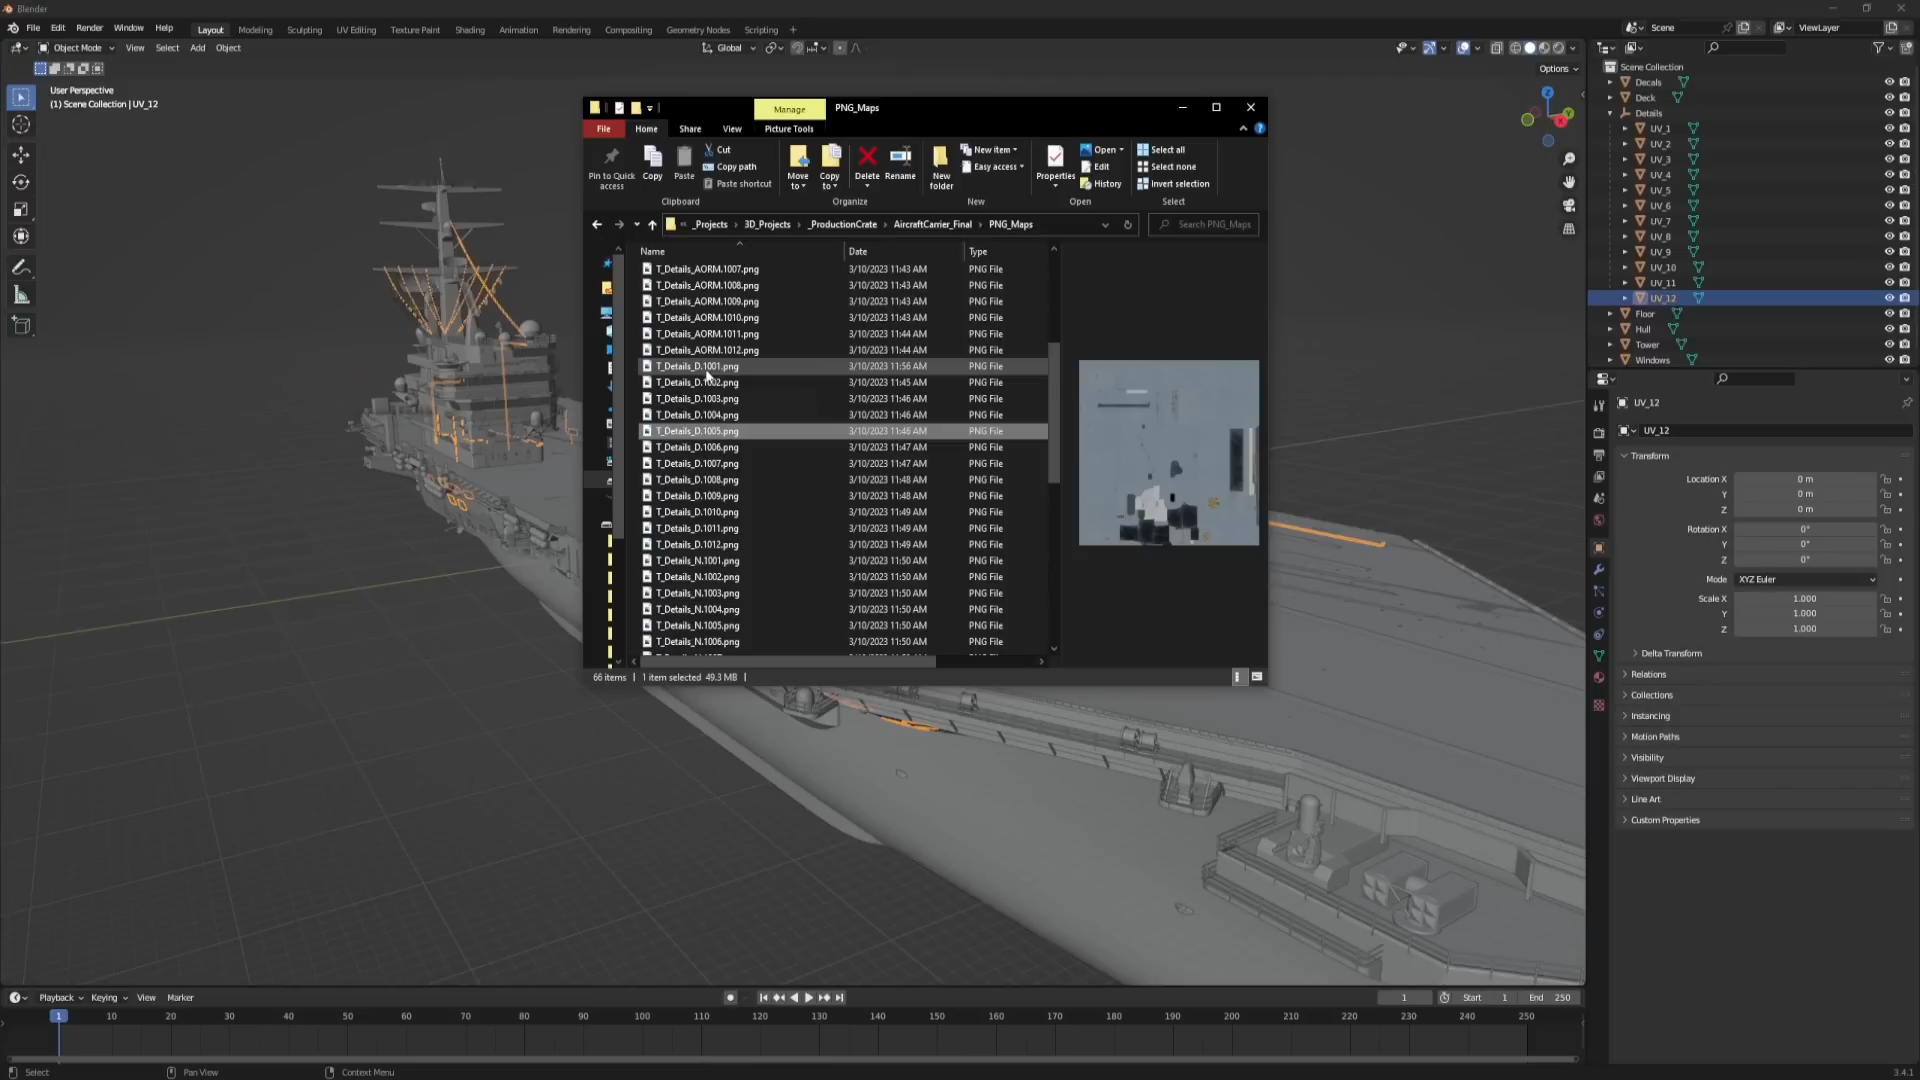 Blender
File Edit Render Window Help
Layout Modeling Sculpting UV Editing Texture Paint Shading Animation Rendering Compositing Geometry Nodes Scripting +
Scene
ViewLayer
Object Mode View Select Add Object
Global
Options
User Perspective
(1) Scene Collection | UV_12
Z
Y
X
Manage
PNG_Maps
File Home Share View Picture Tools
Pin to Quick access
Copy
Paste
Cut
Copy path
Paste shortcut
Clipboard
Move to
Copy to
Delete
Rename
Organize
New folder
New item
Easy access
New
Properties
Open
Edit
History
Open
Select all
Select none
Invert selection
Select
« _Projects > 3D_Projects > _ProductionCrate > AircraftCarrier_Final > PNG_Maps
Search PNG_Maps
Name Date Type
T_Details_AORM.1007.png 3/10/2023 11:43 AM PNG File
T_Details_AORM.1008.png 3/10/2023 11:43 AM PNG File
T_Details_AORM.1009.png 3/10/2023 11:43 AM PNG File
T_Details_AORM.1010.png 3/10/2023 11:43 AM PNG File
T_Details_AORM.1011.png 3/10/2023 11:44 AM PNG File
T_Details_AORM.1012.png 3/10/2023 11:44 AM PNG File
T_Details_D.1001.png 3/10/2023 11:56 AM PNG File
T_Details_D.1002.png 3/10/2023 11:45 AM PNG File
T_Details_D.1003.png 3/10/2023 11:46 AM PNG File
T_Details_D.1004.png 3/10/2023 11:46 AM PNG File
T_Details_D.1005.png 3/10/2023 11:46 AM PNG File
T_Details_D.1006.png 3/10/2023 11:47 AM PNG File
T_Details_D.1007.png 3/10/2023 11:47 AM PNG File
T_Details_D.1008.png 3/10/2023 11:48 AM PNG File
T_Details_D.1009.png 3/10/2023 11:48 AM PNG File
T_Details_D.1010.png 3/10/2023 11:49 AM PNG File
T_Details_D.1011.png 3/10/2023 11:49 AM PNG File
T_Details_D.1012.png 3/10/2023 11:49 AM PNG File
T_Details_N.1001.png 3/10/2023 11:50 AM PNG File
T_Details_N.1002.png 3/10/2023 11:50 AM PNG File
T_Details_N.1003.png 3/10/2023 11:50 AM PNG File
T_Details_N.1004.png 3/10/2023 11:50 AM PNG File
T_Details_N.1005.png 3/10/2023 11:50 AM PNG File
T_Details_N.1006.png 3/10/2023 11:50 AM PNG File
66 items | 1 item selected 49.3 MB |
Scene Collection
Decals
Deck
Details
UV_1
UV_2
UV_3
UV_4
UV_5
UV_6
UV_7
UV_8
UV_9
UV_10
UV_11
UV_12
Floor
Hull
Tower
Windows
UV_12
UV_12
Transform
Location X 0 m
Y 0 m
Z 0 m
Rotation X 0°
Y 0°
Z 0°
Mode XYZ Euler
Scale X 1.000
Y 1.000
Z 1.000
Delta Transform
Relations
Collections
Instancing
Motion Paths
Visibility
Viewport Display
Line Art
Custom Properties
Playback Keying View Marker
1
Start 1 End 250
1 10 20 30 40 50 60 70 80 90 100 110 120 130 140 150 160 170 180 190 200 210 220 230 240 250
Select Pan View Context Menu
3.4.1